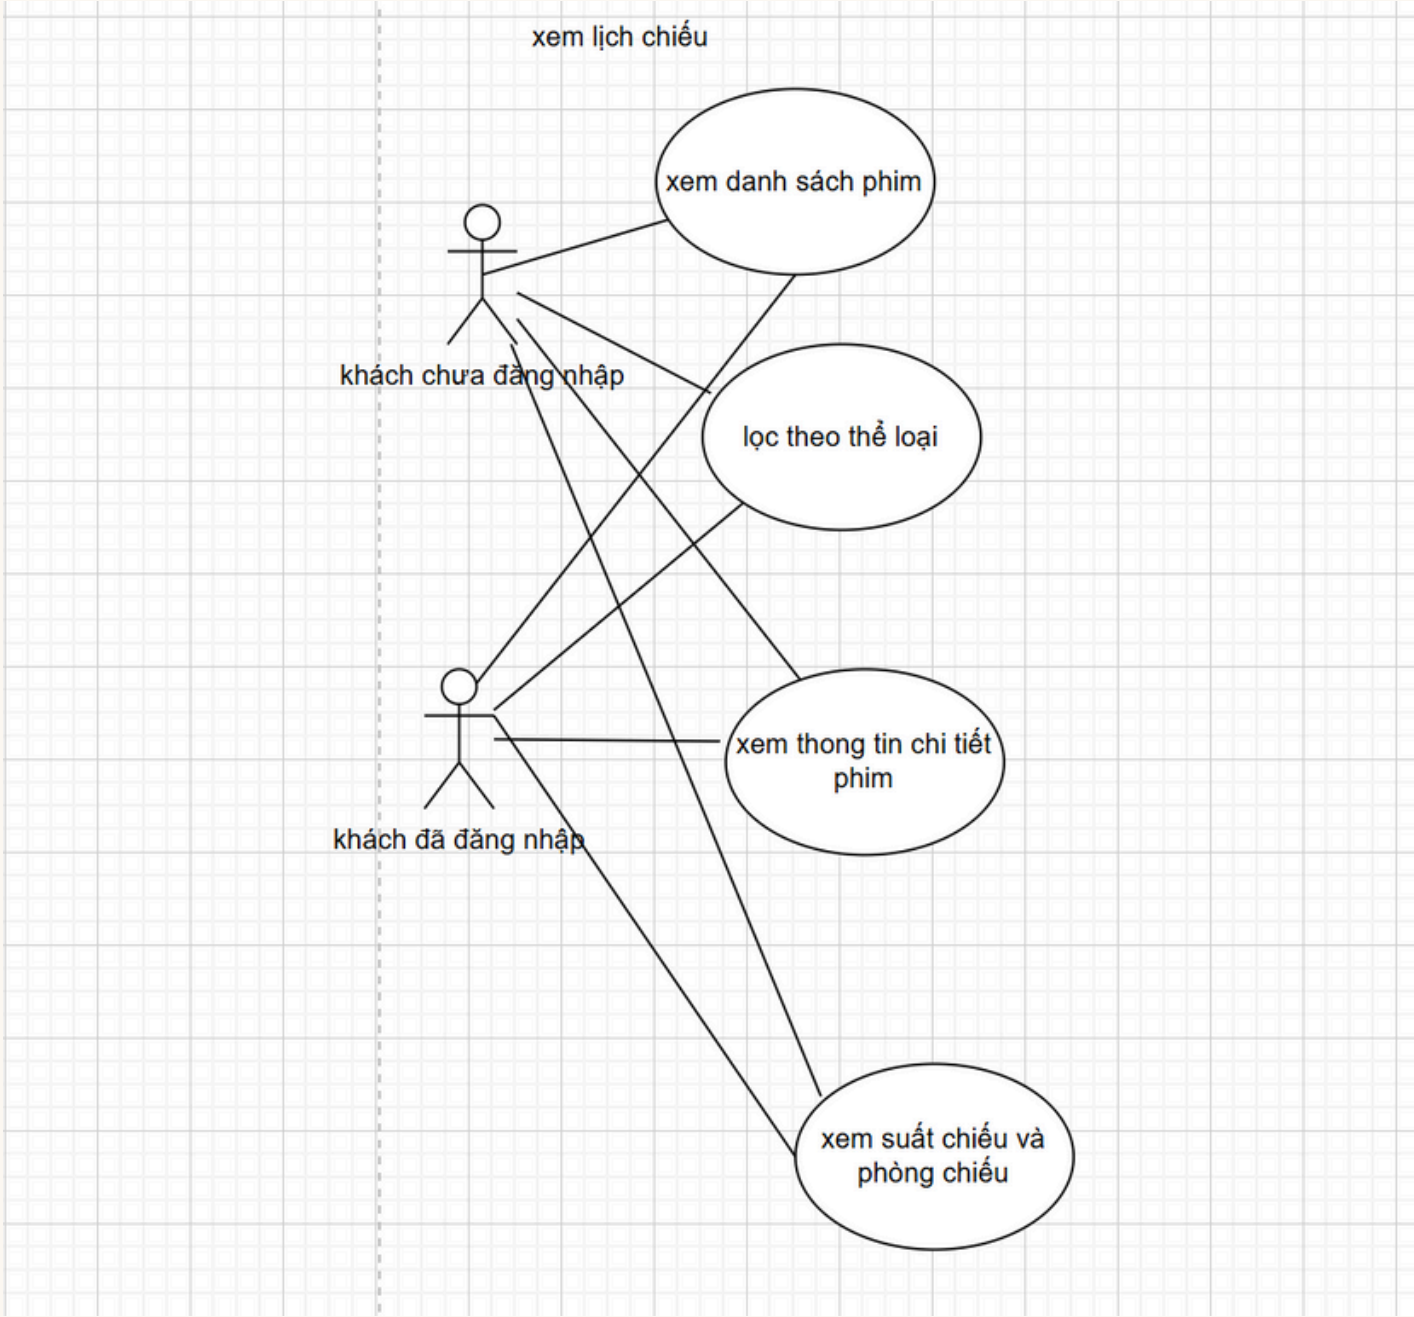 xem lịch chiếu
xem danh sách phim
khách chưa đăng nhập
lọc theo thể loại
xem thong tin chi tiết
phim
khách đã đăng nhập
xem suất chiếu và
phòng chiếu